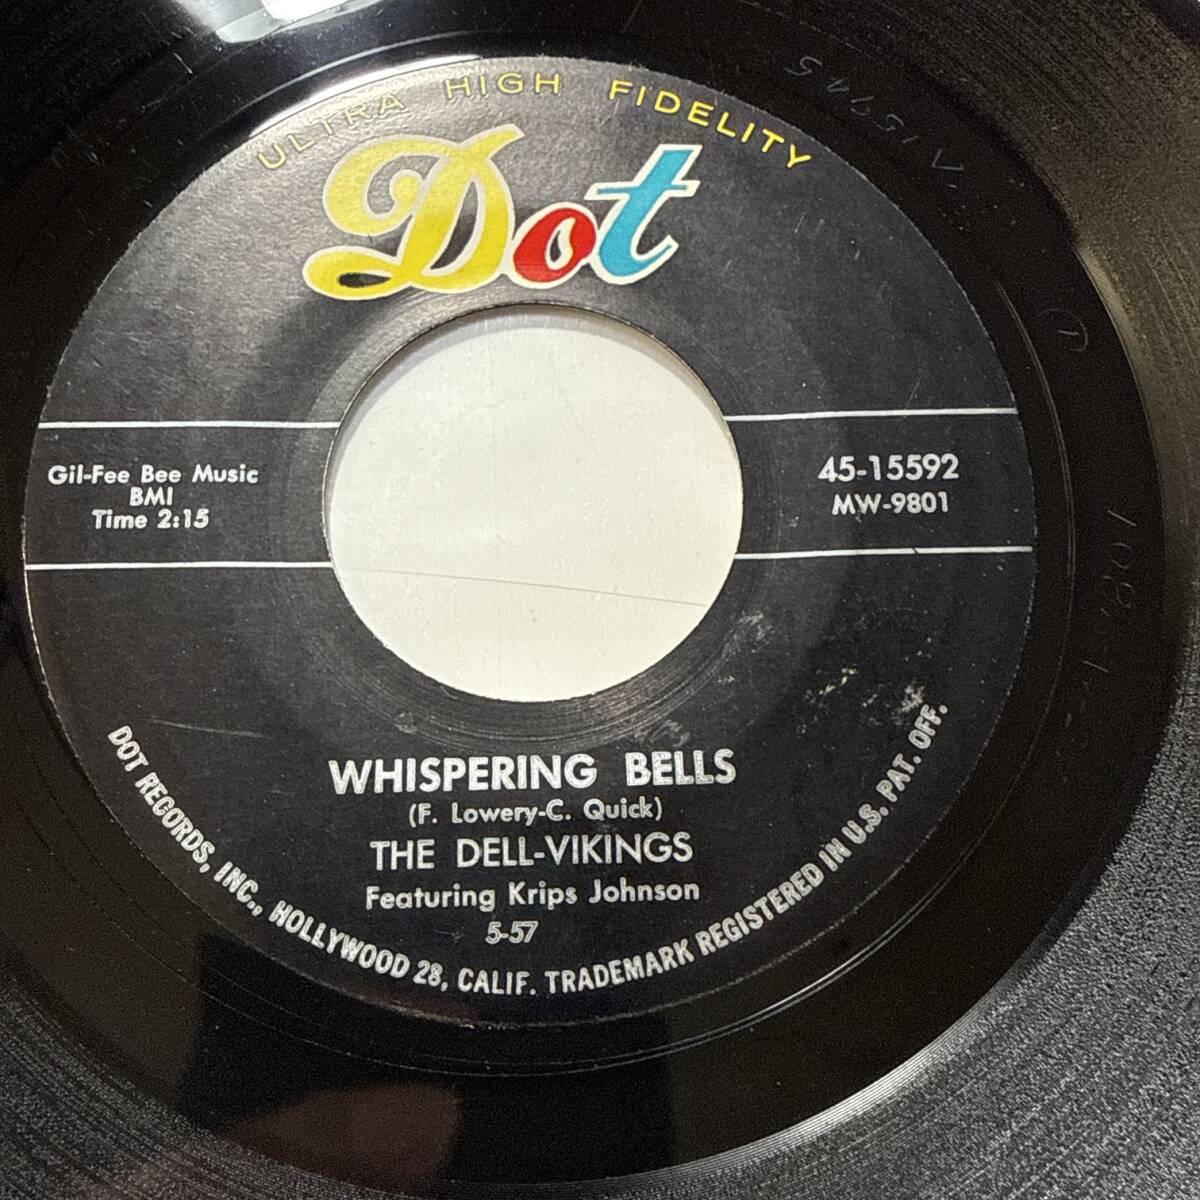 ULTRA HIGH FIDELITY
Dot
Gil-Fee Bee Music
BMI
Time 2:15
45-15592
MW-9801
WHISPERING BELLS
(F. Lowery-C. Quick)
THE DELL-VIKINGS
Featuring Krips Johnson
5-57
DOT RECORDS, INC., HOLLYWOOD 28, CALIF. TRADEMARK REGISTERED IN U.S. PAT. OFF.